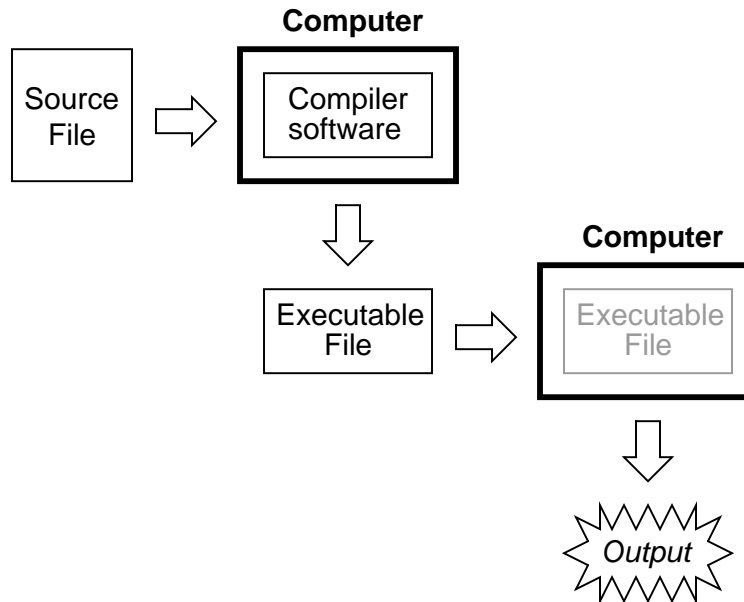 Computer
Source
File
Compiler
software
Computer
Executable
File
Executable
File
Output